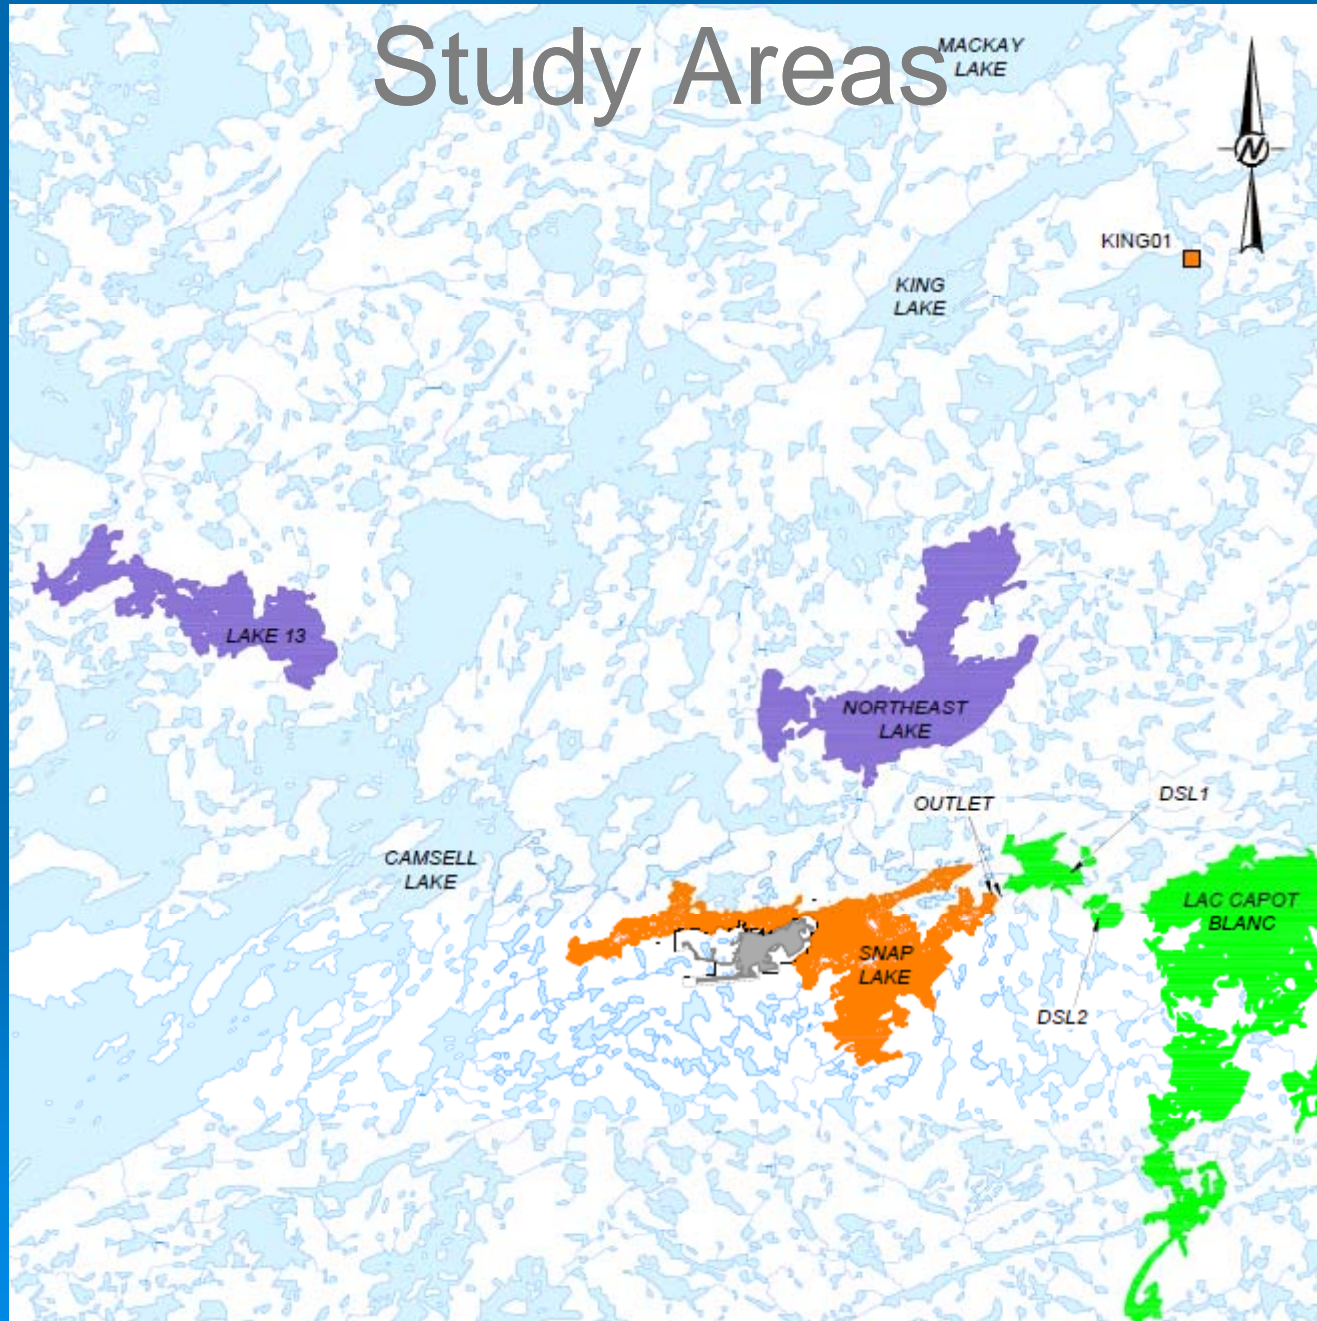 Study Areas
MACKAY
LAKE
N
KING01
KING
LAKE
LAKE 13
NORTHEAST
LAKE
OUTLET
DSL1
CAMSELL
LAKE
LAC CAPOT
BLANC
SNAP
LAKE
DSL2